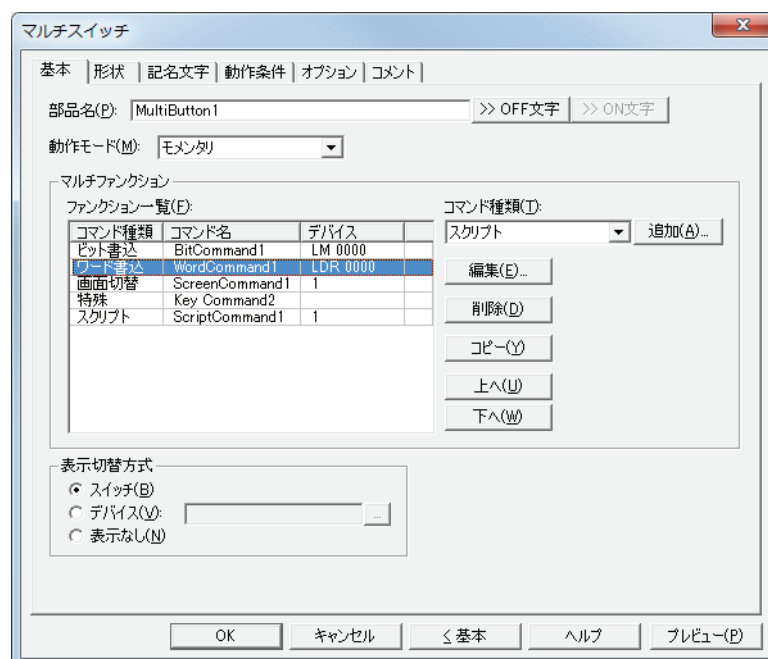 マルチスイッチ
基本 形状 記名文字 動作条件 オプション コメント
部品名(P): MultiButton1 >> OFF文字 >> ON文字
動作モード(M): モメンタリ
マルチファンクション
ファンクション一覧(F): コマンド種類(T):
コマンド種類 コマンド名 デバイス スクリプト 追加(A)...
ビット書込 BitCommand1 LM 0000
ワード書込 WordCommand1 LDR 0000 編集(E)...
画面切替 ScreenCommand1 1
特殊 Key Command2
スクリプト ScriptCommand1 1 削除(D)
コピー(Y)
上へ(U)
下へ(W)
表示切替方式
スイッチ(B)
デバイス(V): ...
表示なし(N)
OK キャンセル < 基本 ヘルプ プレビュー(P)